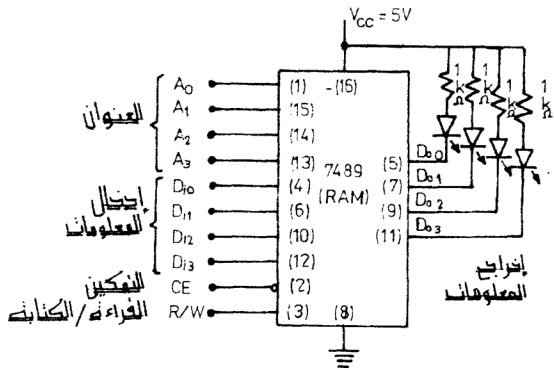 V_CC = 5V
1 kΩ 1 kΩ 1 kΩ 1 kΩ
العنوان
A0 (1) -(16)
A1 (15)
A2 (14)
A3 (13) 7489 (5) Do0
إدخال المعلومات
Di0 (4) (RAM) (7) Do1
Di1 (6) (9) Do2
Di2 (10) (11) Do3
Di3 (12)
التمكين CE (2)
القراءة/الكتابة R/W (3) (8)
إخراج
المعلومات